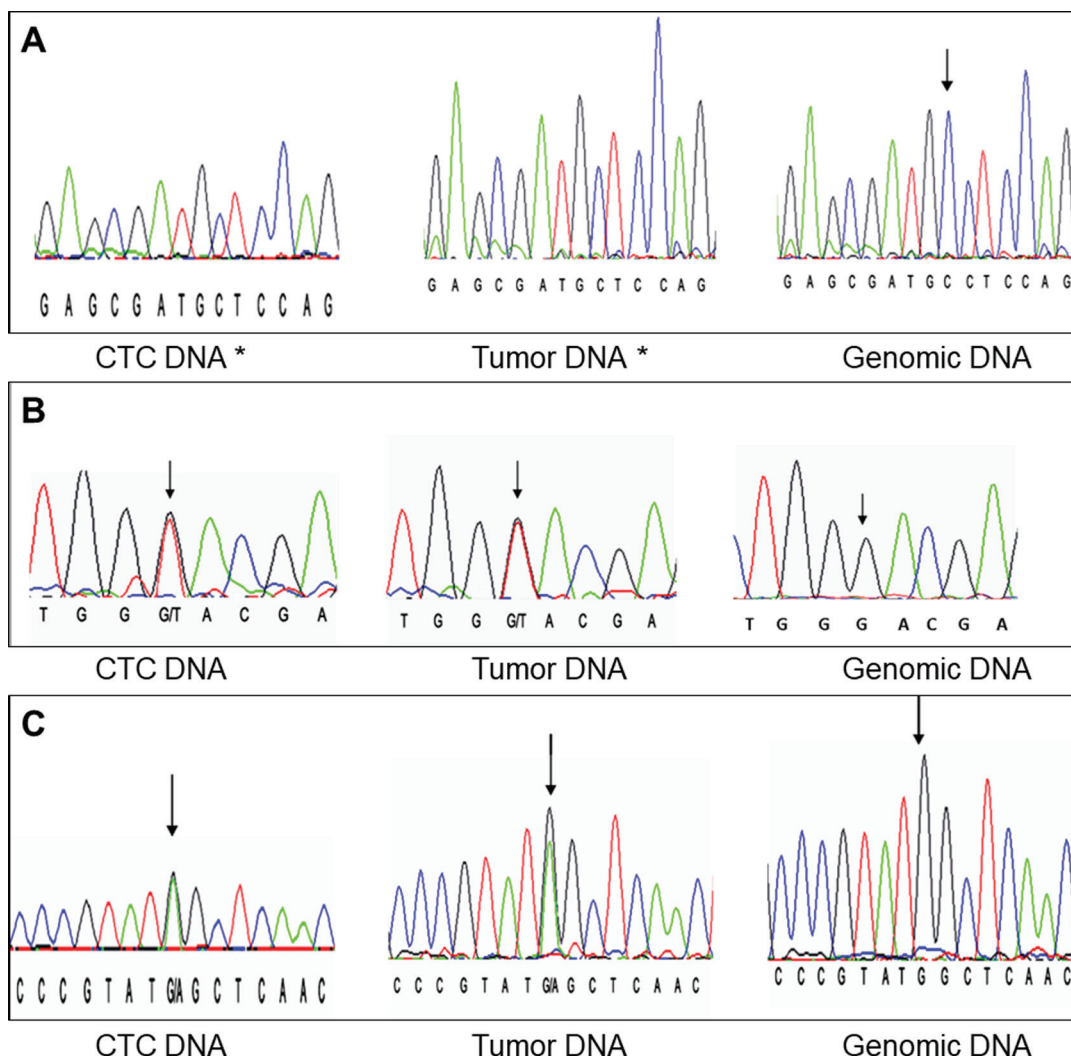 A
G A G C G A T G C T C C A G
G A G C G A T G C T C C A G
G A G C G A T G C C T C C A G
CTC DNA *
Tumor DNA *
Genomic DNA
B
T G G G/T A C G A
T G G G/T A C G A
T G G G A C G A
CTC DNA
Tumor DNA
Genomic DNA
C
C C C G T A T G/A G C T C A A C
C C C G T A T G/A G C T C A A C
C C C G T A T G G C T C A A C
CTC DNA
Tumor DNA
Genomic DNA